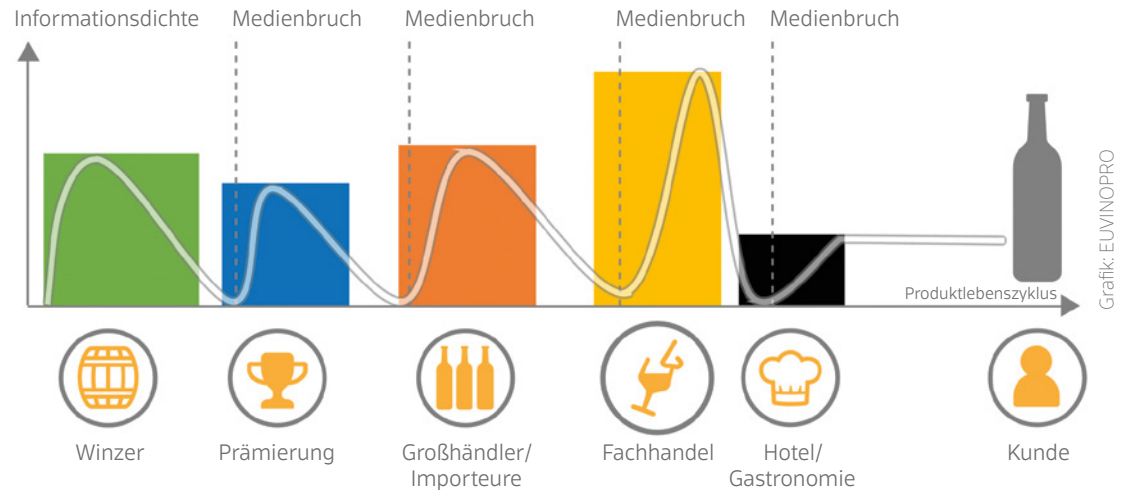 Informationsdichte
Medienbruch
Medienbruch
Medienbruch
Medienbruch
Produktlebenszyklus
Grafik: EUVINOPRO
Winzer
Prämierung
Großhändler/
Importeure
Fachhandel
Hotel/
Gastronomie
Kunde